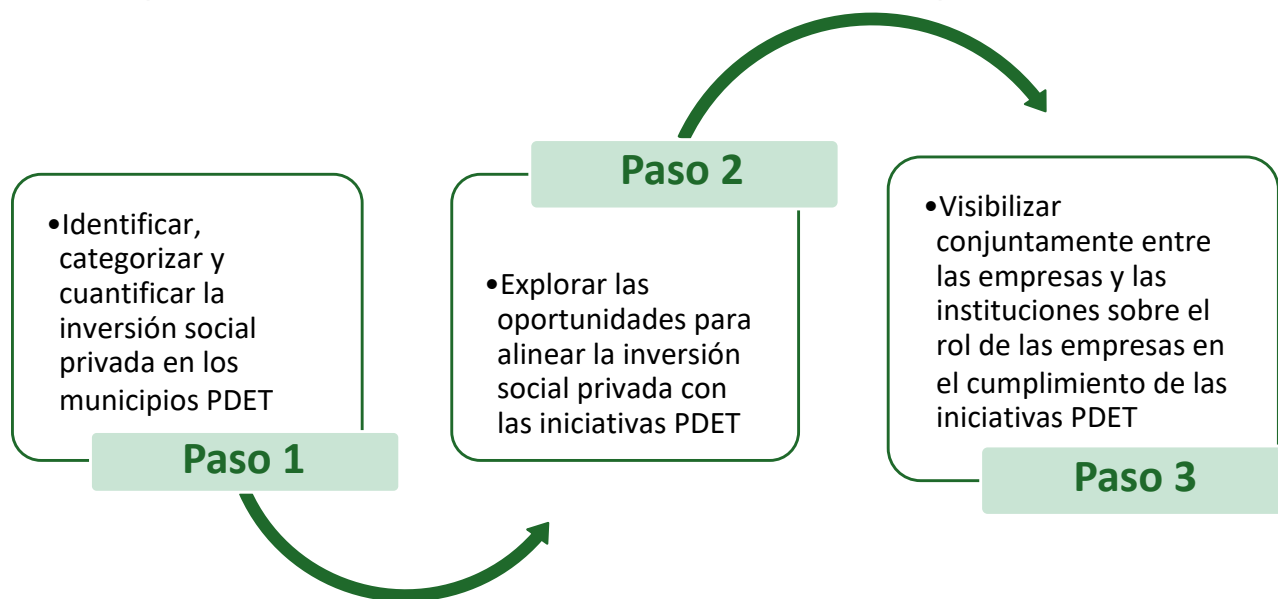 •Identificar,
categorizar y
cuantificar la
inversión social
privada en los
municipios PDET
Paso 1
Paso 2
•Explorar las
oportunidades para
alinear la inversión
social privada con
las iniciativas PDET
•Visibilizar
conjuntamente entre
las empresas y las
instituciones sobre el
rol de las empresas en
el cumplimiento de las
iniciativas PDET
Paso 3